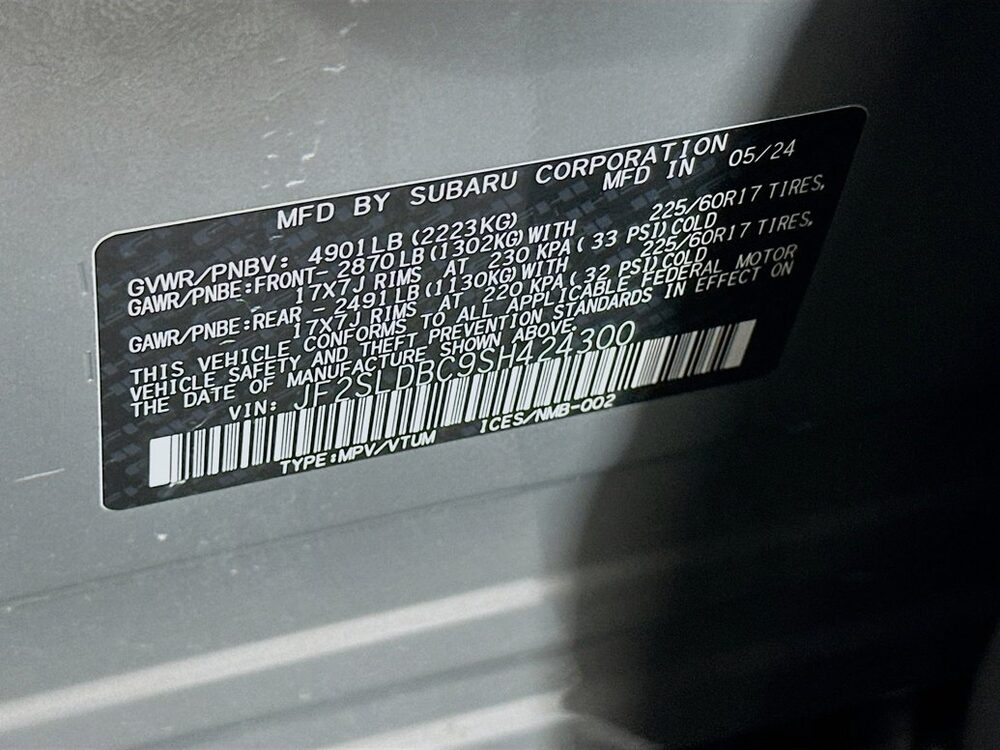 MFD BY SUBARU CORPORATION
MFD IN 05/24
GVWR/PNBV: 4901LB (2223KG)
GAWR/PNBE:FRONT- 2870LB(1302KG)WITH 225/60R17 TIRES,
17X7J RIMS AT 230 KPA( 33 PSI)COLD
GAWR/PNBE:REAR - 2491LB(1130KG)WITH 225/60R17 TIRES,
17X7J RIMS AT 220 KPA( 32 PSI)COLD
THIS VEHICLE CONFORMS TO ALL APPLICABLE FEDERAL MOTOR
VEHICLE SAFETY AND THEFT PREVENTION STANDARDS IN EFFECT ON
THE DATE OF MANUFACTURE SHOWN ABOVE.
VIN: JF2SLDBC9SH424300
TYPE:MPV/VTUM ICES/NMB-002